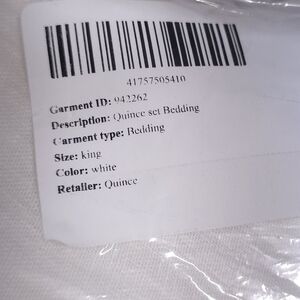 41757505410
Garment ID: 942262
Description: Quince set Bedding
Garment type: Bedding
Size: king
Color: white
Retailer: Quince